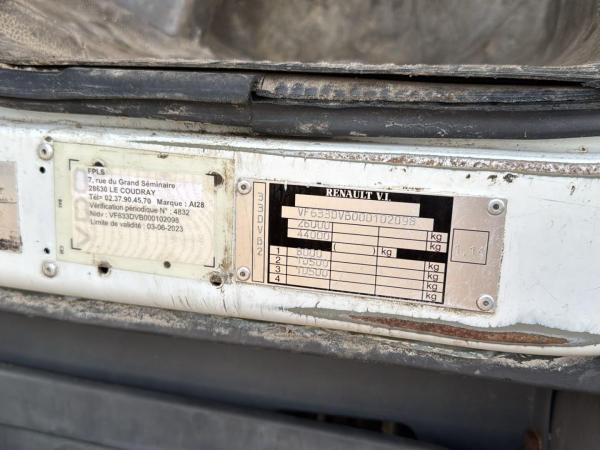 FPLS
7, rue du Grand Séminaire
28630 LE COUDRAY
Tél= 02.37.90.45.70 Marque : AI28
Vérification périodique N° : 4832
Nidv : VF633DVB000102098
Limite de validité : 03-06-2023
33DVB2
RENAULT V.I.
VF633DVB000102098
26000 kg
44000 kg
1 8000 ( ) kg
2 10500 kg
3 10500 kg
4 kg